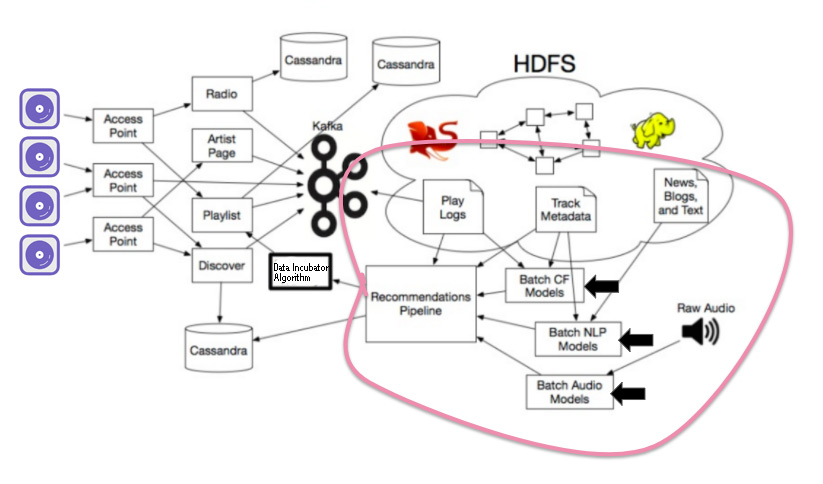 HDFS
Cassandra
Cassandra
Radio
Access
Point
Kafka
Artist
Page
Access
Point
Play
Logs
Track
Metadata
News,
Blogs,
and Text
Playlist
Access
Point
Discover
Data Incubator
Algorithm
Recommendations
Pipeline
Batch CF
Models
Raw Audio
Batch NLP
Models
Cassandra
Batch Audio
Models